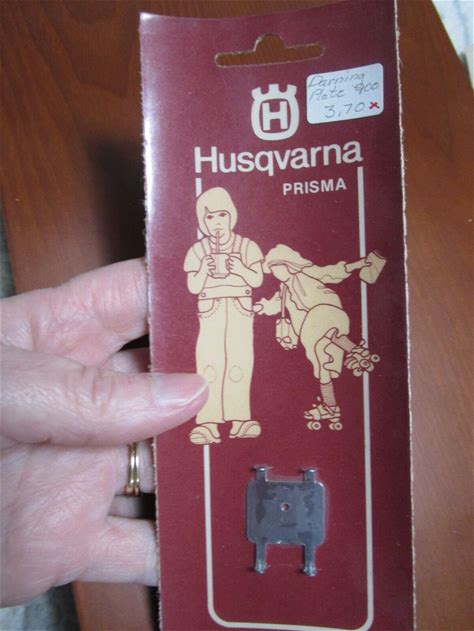 Darning
Plate 900
3,70 x
H
Husqvarna
PRISMA